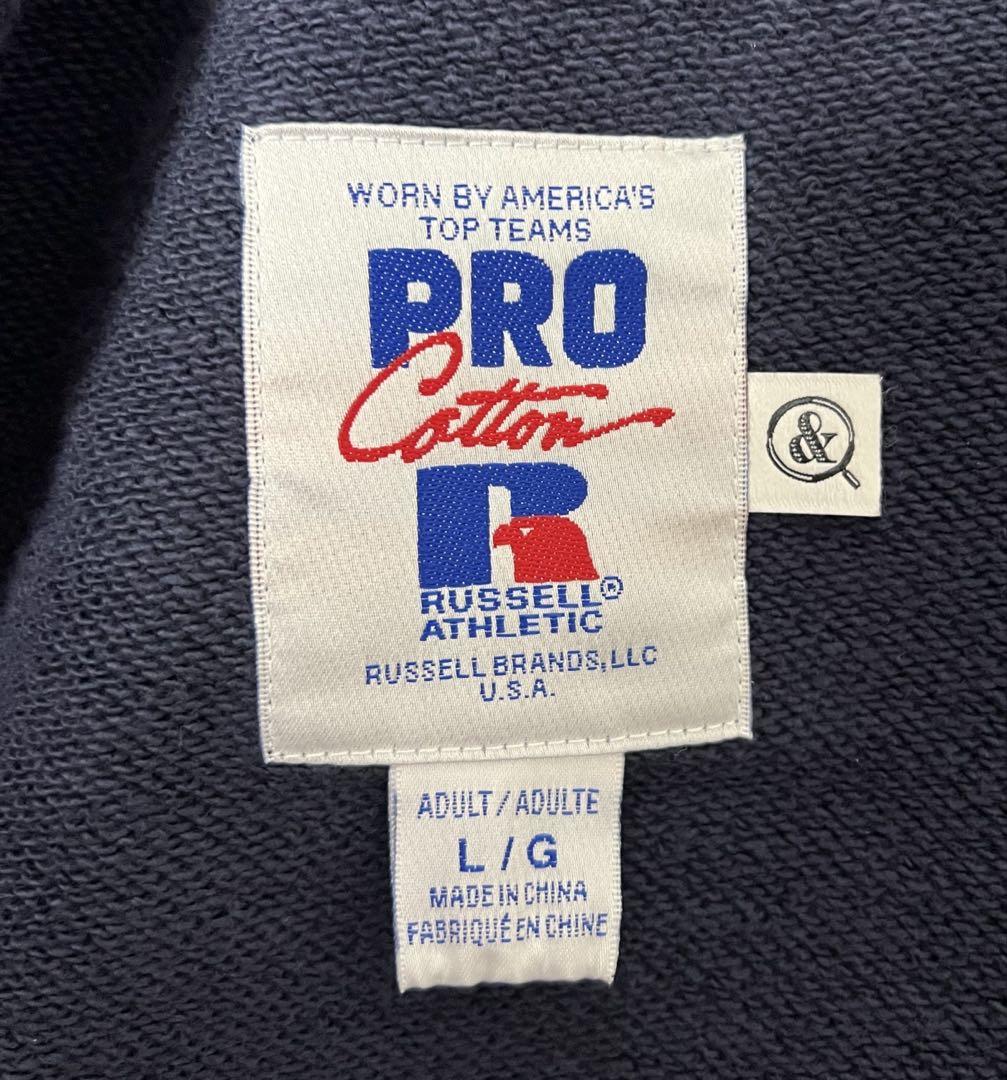 WORN BY AMERICA'S
TOP TEAMS
PRO
Cotton
R
RUSSELL®
ATHLETIC
RUSSELL BRANDS, LLC
U.S.A.
&
ADULT / ADULTE
L / G
MADE IN CHINA
FABRIQUÉ EN CHINE